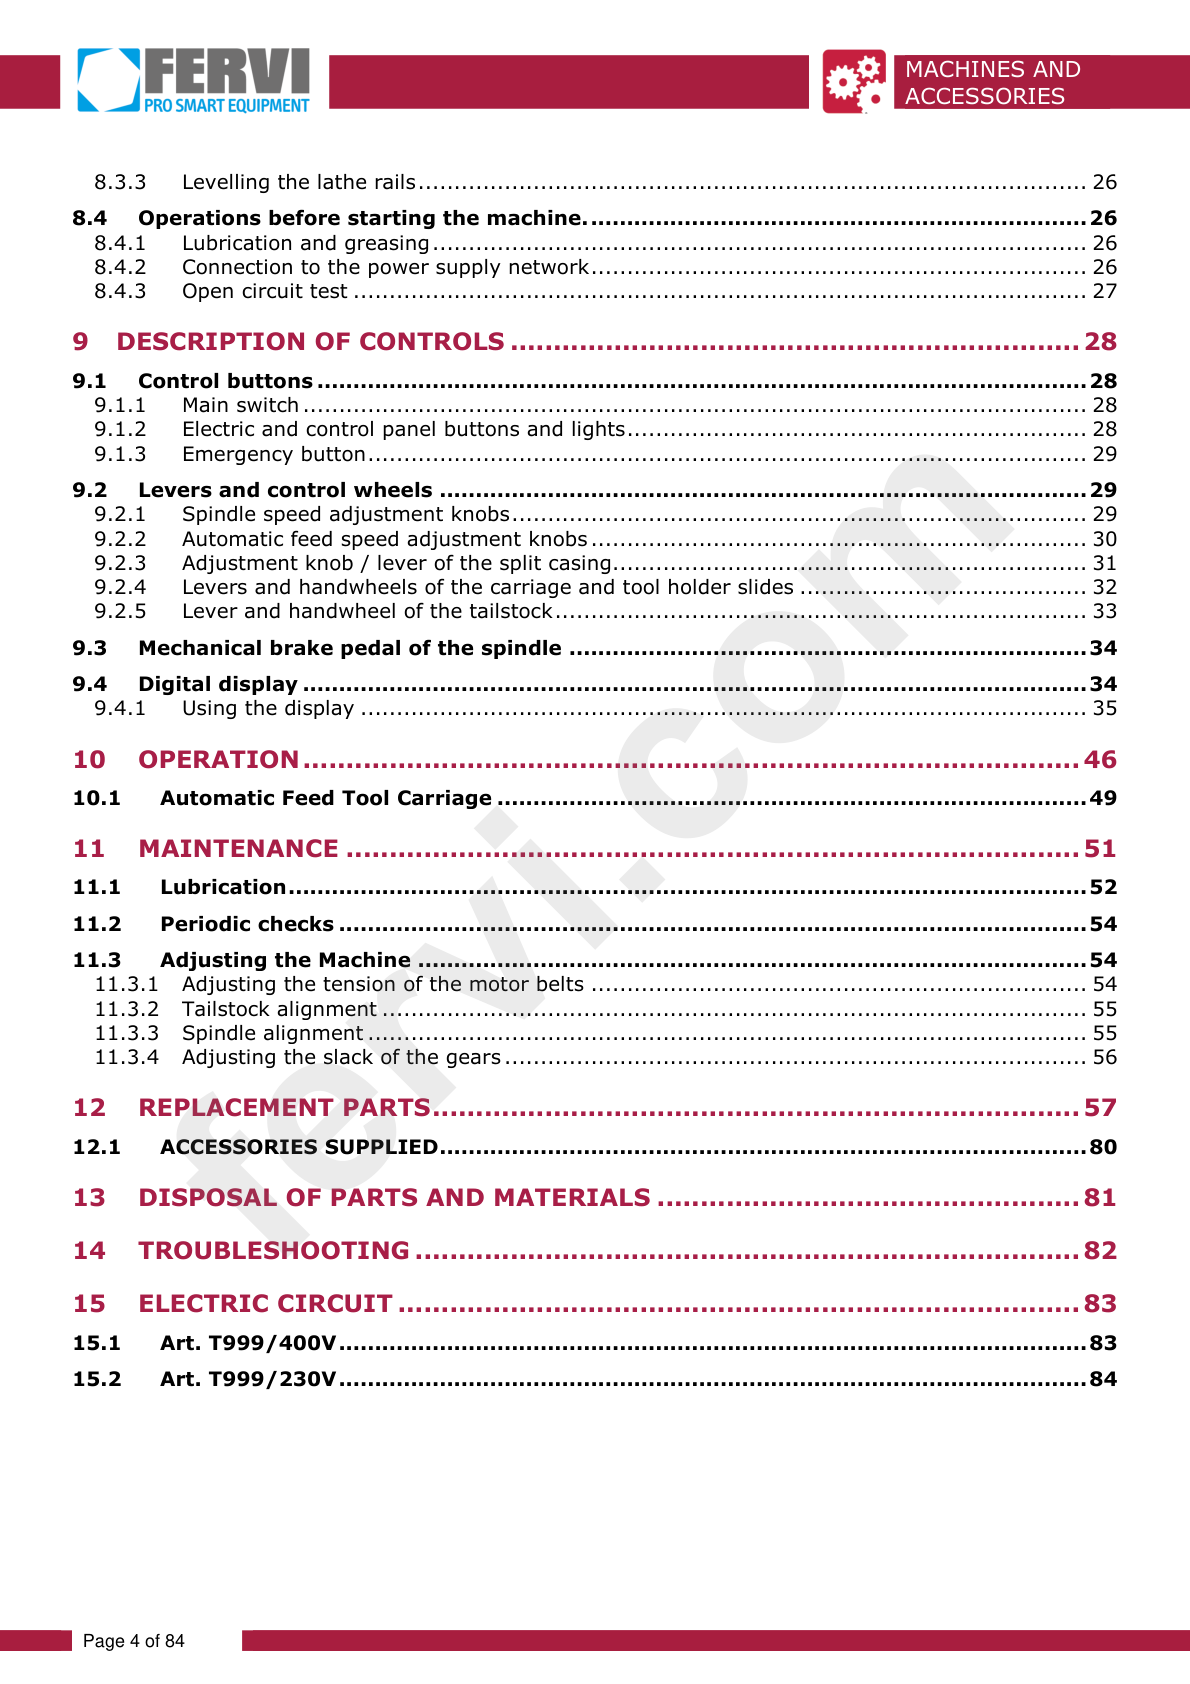 FERVI
PRO SMART EQUIPMENT
MACHINES AND
ACCESSORIES
8.3.3 Levelling the lathe rails ........ 26
8.4 Operations before starting the machine. ........ 26
8.4.1 Lubrication and greasing ........ 26
8.4.2 Connection to the power supply network ........ 26
8.4.3 Open circuit test ........ 27
9 DESCRIPTION OF CONTROLS ........ 28
9.1 Control buttons ........ 28
9.1.1 Main switch ........ 28
9.1.2 Electric and control panel buttons and lights ........ 28
9.1.3 Emergency button ........ 29
9.2 Levers and control wheels ........ 29
9.2.1 Spindle speed adjustment knobs ........ 29
9.2.2 Automatic feed speed adjustment knobs ........ 30
9.2.3 Adjustment knob / lever of the split casing ........ 31
9.2.4 Levers and handwheels of the carriage and tool holder slides ........ 32
9.2.5 Lever and handwheel of the tailstock ........ 33
9.3 Mechanical brake pedal of the spindle ........ 34
9.4 Digital display ........ 34
9.4.1 Using the display ........ 35
10 OPERATION ........ 46
10.1 Automatic Feed Tool Carriage ........ 49
11 MAINTENANCE ........ 51
11.1 Lubrication ........ 52
11.2 Periodic checks ........ 54
11.3 Adjusting the Machine ........ 54
11.3.1 Adjusting the tension of the motor belts ........ 54
11.3.2 Tailstock alignment ........ 55
11.3.3 Spindle alignment ........ 55
11.3.4 Adjusting the slack of the gears ........ 56
12 REPLACEMENT PARTS ........ 57
12.1 ACCESSORIES SUPPLIED ........ 80
13 DISPOSAL OF PARTS AND MATERIALS ........ 81
14 TROUBLESHOOTING ........ 82
15 ELECTRIC CIRCUIT ........ 83
15.1 Art. T999/400V ........ 83
15.2 Art. T999/230V ........ 84
fervi.com
Page 4 of 84